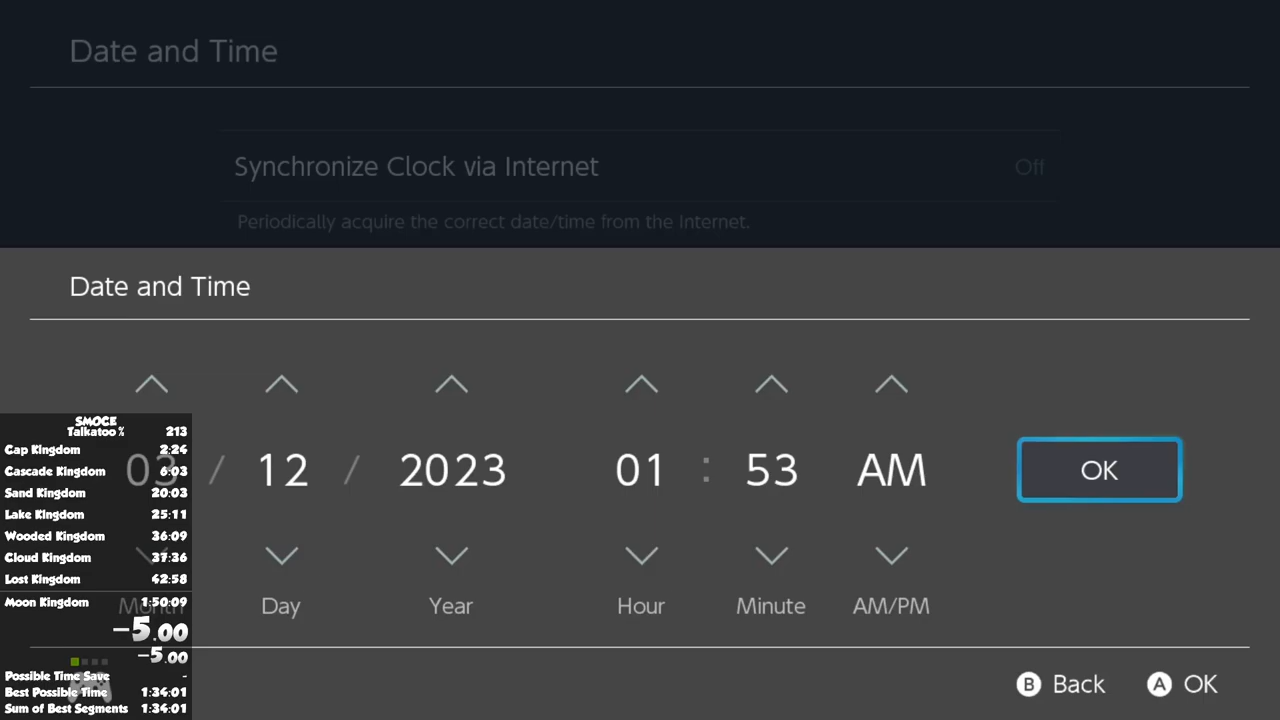 Date and Time
Synchronize Clock via Internet Off
Periodically acquire the correct date/time from the Internet.
Date and Time
03 / 12 / 2023 01 : 53 AM OK
Month Day Year Hour Minute AM/PM
B Back A OK
SMOCE
Talkatoo % 213
Cap Kingdom 2:24
Cascade Kingdom 6:03
Sand Kingdom 20:03
Lake Kingdom 25:11
Wooded Kingdom 36:09
Cloud Kingdom 37:36
Lost Kingdom 42:58
Moon Kingdom 1:50:09
−5.00
−5.00
Possible Time Save -
Best Possible Time 1:34:01
Sum of Best Segments 1:34:01